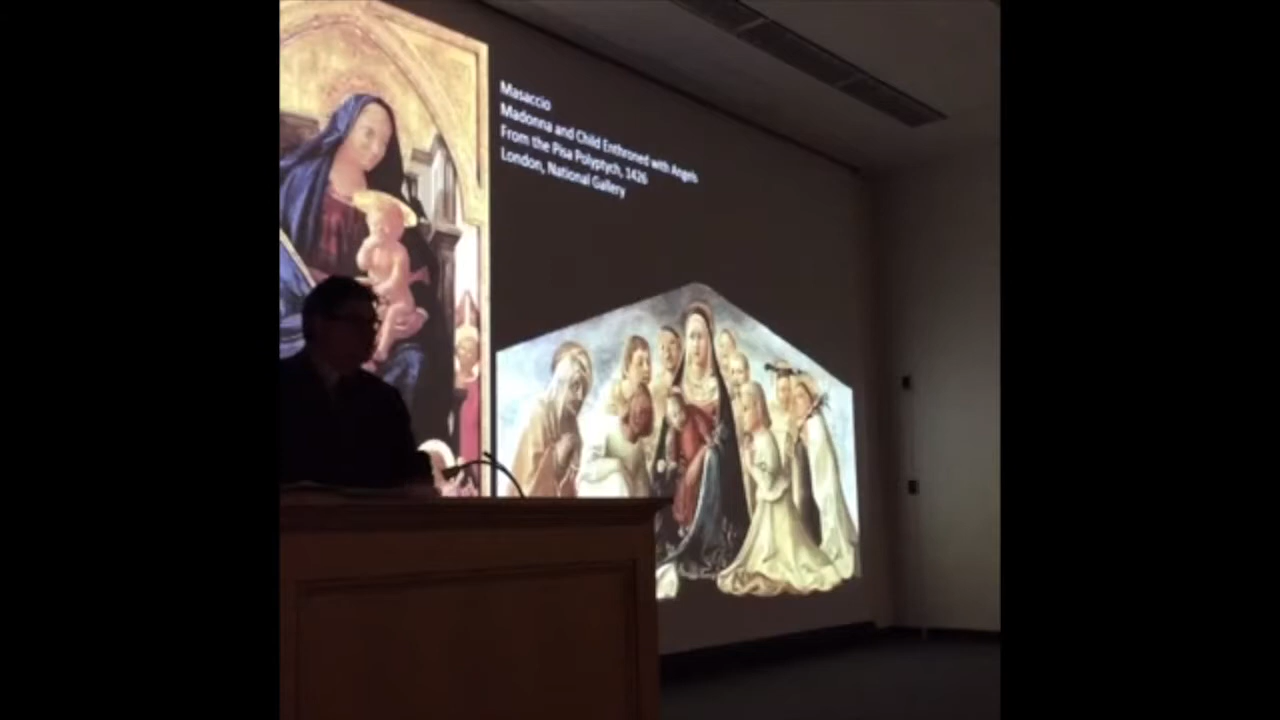 Masaccio
Madonna and Child Enthroned with Angels
From the Pisa Polyptych, 1426
London, National Gallery